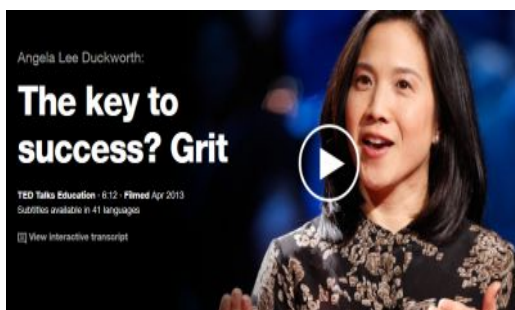 Angela Lee Duckworth:
The key to
success? Grit
TED Talks Education · 6:12 · Filmed Apr 2013
Subtitles available in 41 languages
View interactive transcript